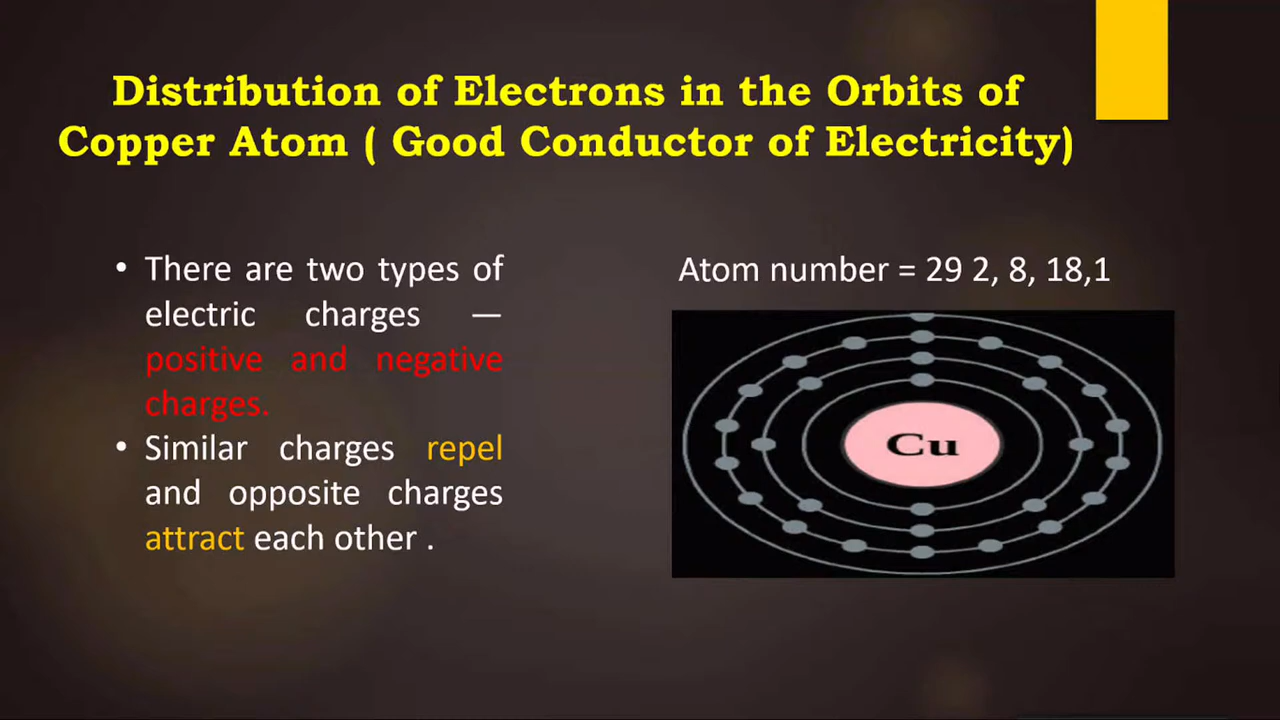 Distribution of Electrons in the Orbits of
Copper Atom ( Good Conductor of Electricity)
• There are two types of
electric charges —
positive and negative
charges.
• Similar charges repel
and opposite charges
attract each other .
Atom number = 29 2, 8, 18,1
Cu